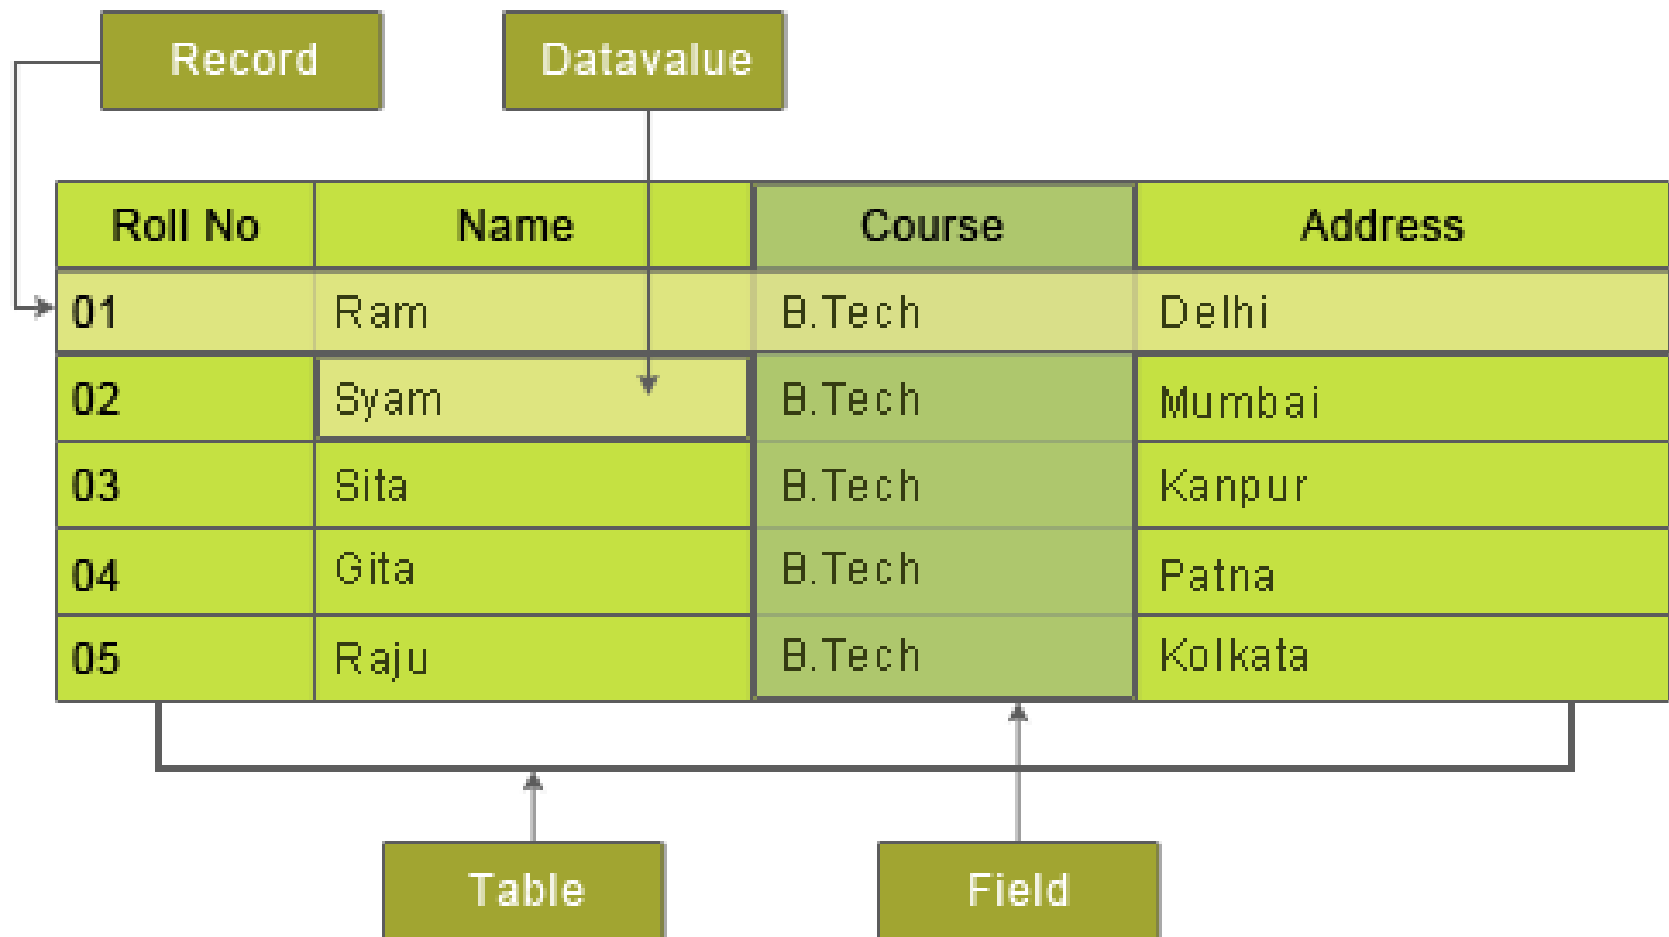 Record Datavalue
Roll No Name Course Address
01 Ram B.Tech Delhi
02 Syam B.Tech Mumbai
03 Sita B.Tech Kanpur
04 Gita B.Tech Patna
05 Raju B.Tech Kolkata
Table Field